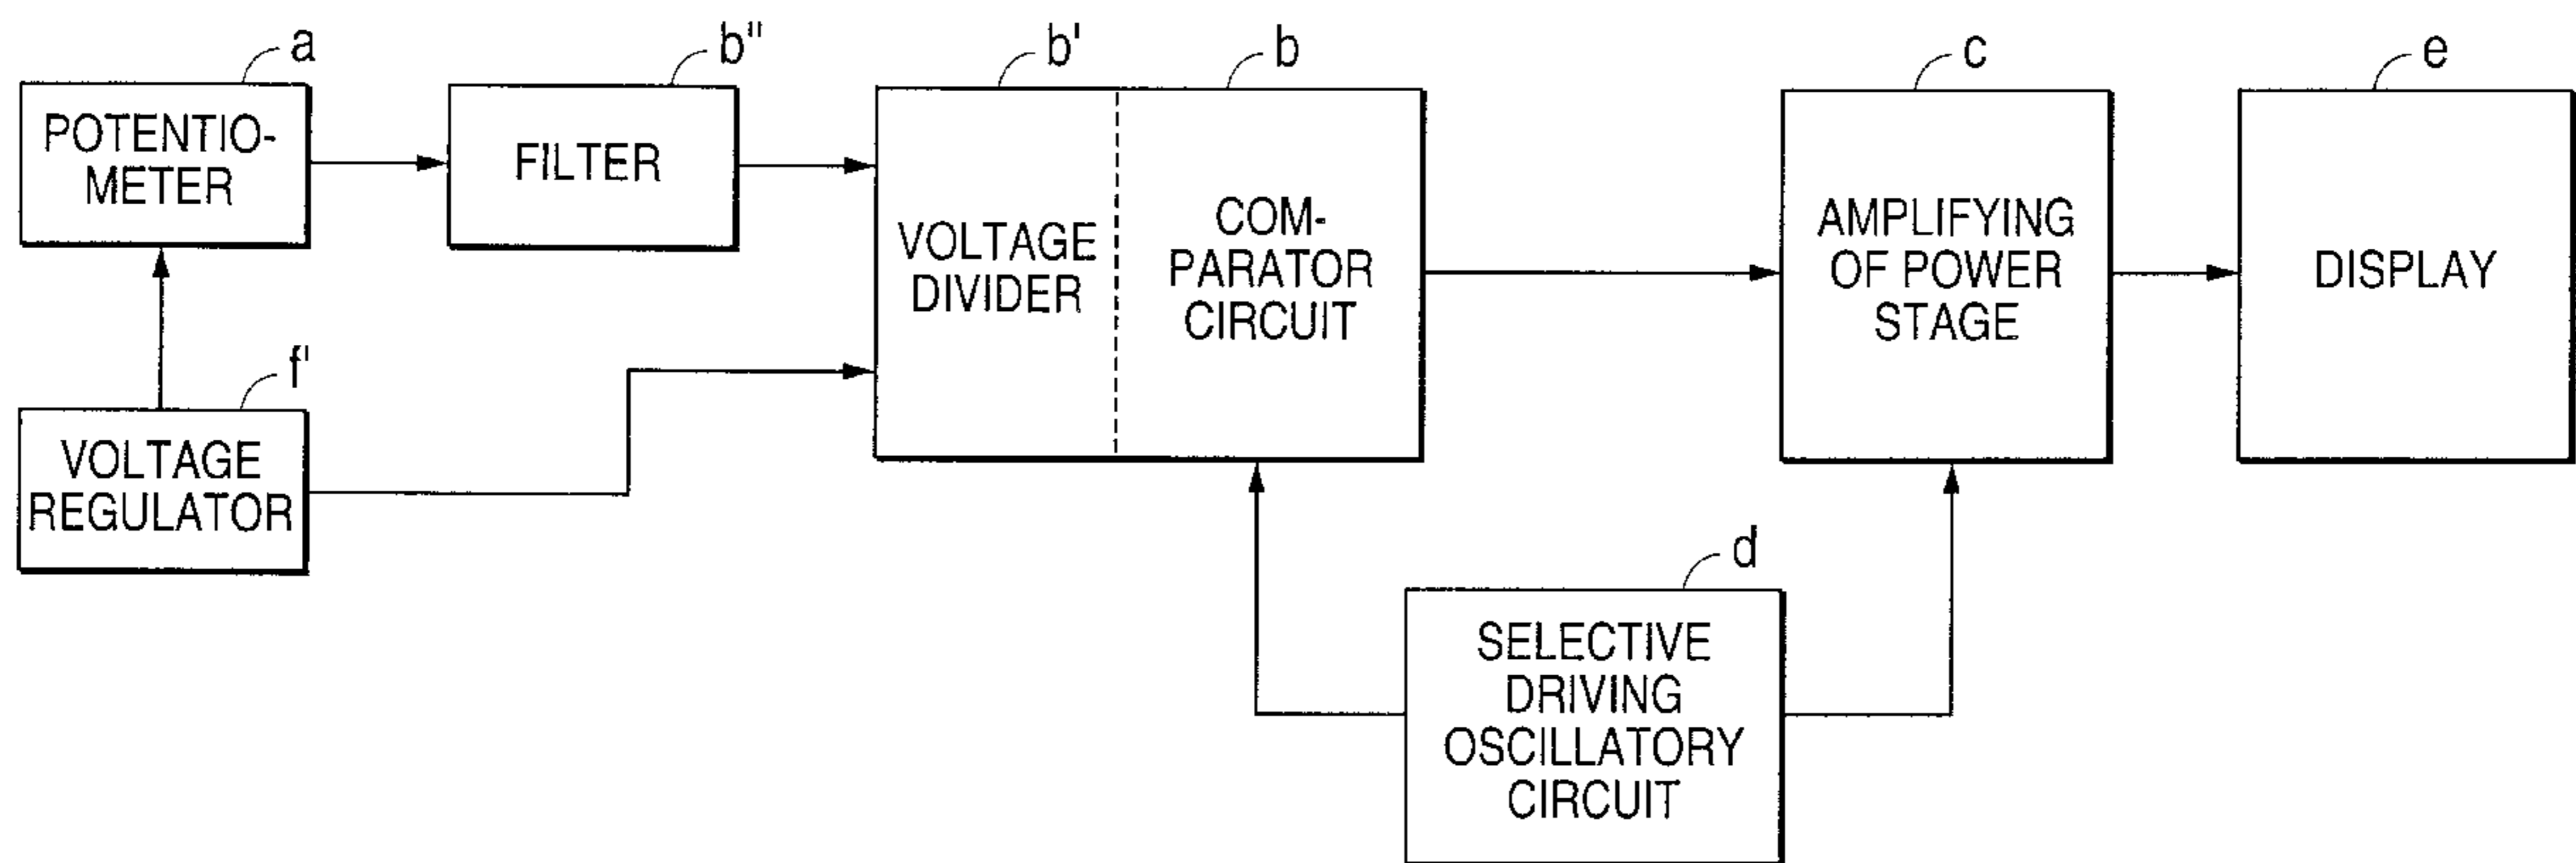 a
POTENTIO-
METER
b"
FILTER
b'
b
VOLTAGE
DIVIDER
COM-
PARATOR
CIRCUIT
c
AMPLIFYING
OF POWER
STAGE
e
DISPLAY
f'
VOLTAGE
REGULATOR
d
SELECTIVE
DRIVING
OSCILLATORY
CIRCUIT